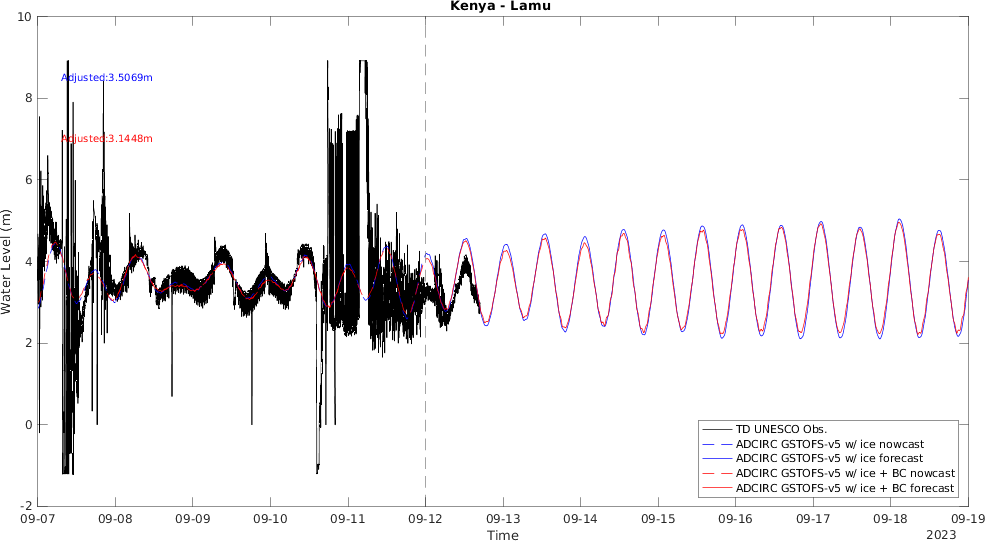 Kenya - Lamu
Water Level (m)
10
8
6
4
2
0
-2
Adjusted:3.5069m
Adjusted:3.1448m
TD UNESCO Obs.
ADCIRC GSTOFS-v5 w/ ice nowcast
ADCIRC GSTOFS-v5 w/ ice forecast
ADCIRC GSTOFS-v5 w/ ice + BC nowcast
ADCIRC GSTOFS-v5 w/ ice + BC forecast
09-07 09-08 09-09 09-10 09-11 09-12 09-13 09-14 09-15 09-16 09-17 09-18 09-19
Time
2023